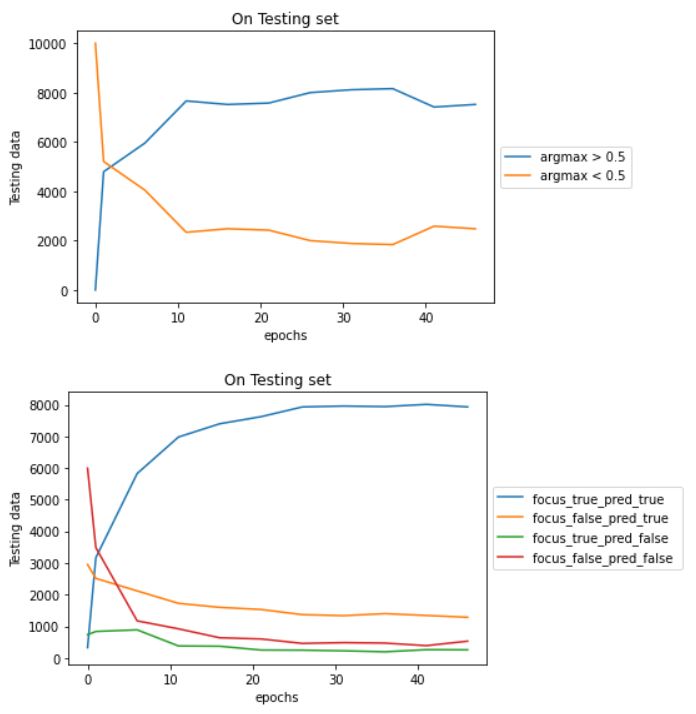 On Testing set
10000
8000
6000
4000
2000
0
Testing data
0 10 20 30 40
epochs
argmax > 0.5
argmax < 0.5
On Testing set
8000
7000
6000
5000
4000
3000
2000
1000
0
Testing data
0 10 20 30 40
epochs
focus_true_pred_true
focus_false_pred_true
focus_true_pred_false
focus_false_pred_false